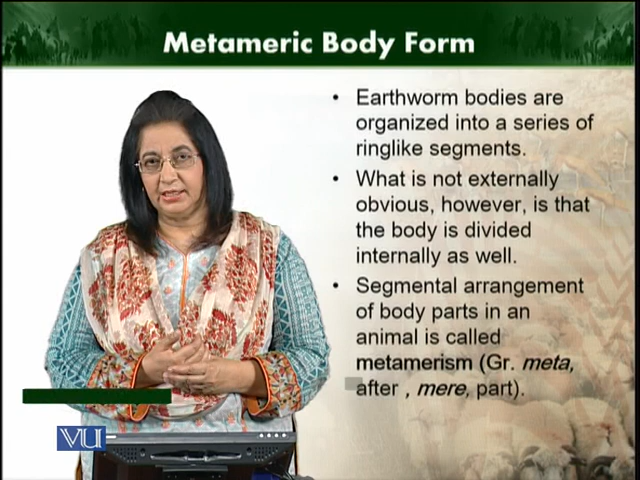 Metameric Body Form
• Earthworm bodies are
organized into a series of
ringlike segments.
• What is not externally
obvious, however, is that
the body is divided
internally as well.
• Segmental arrangement
of body parts in an
animal is called
metamerism (Gr. meta,
after , mere, part).
VU